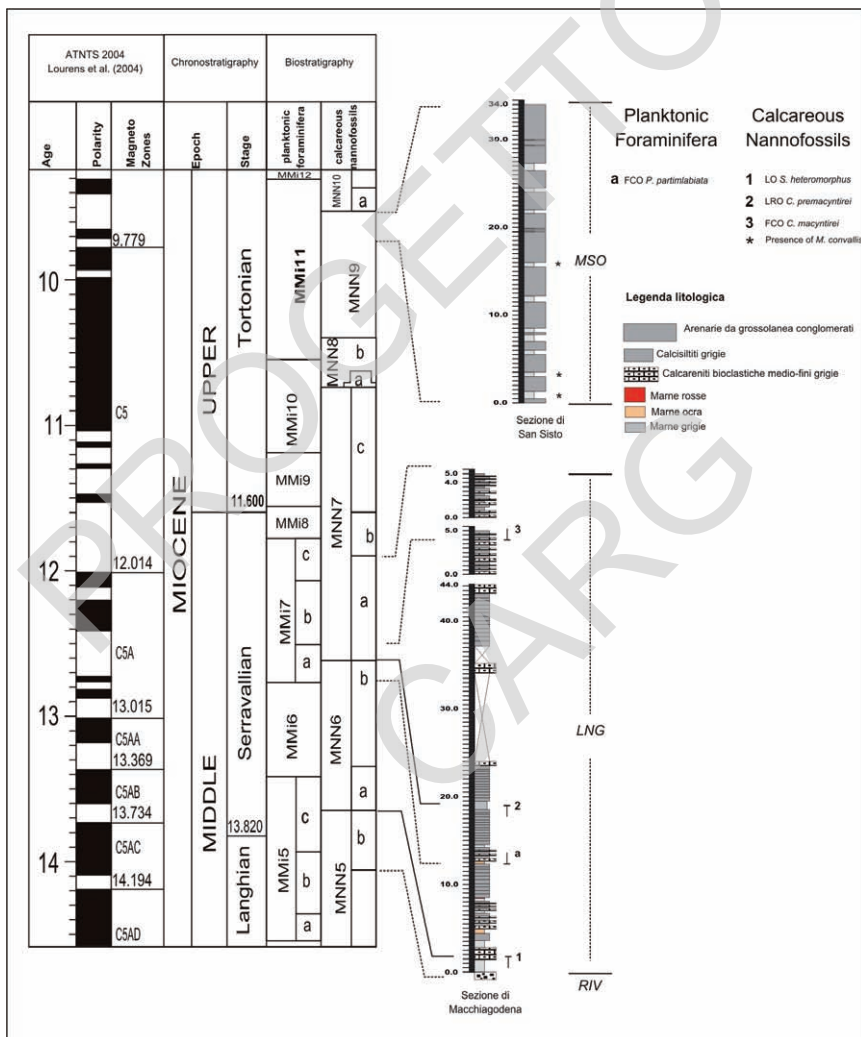 ATNTS 2004
Lourens et al. (2004)
Chronostratigraphy
Biostratigraphy
Age
Polarity
Magneto
Zones
Epoch
Stage
planktonic
foraminifera
calcareous
nannofossils
10
11
12
13
14
9.779
C5
12.014
C5A
13.015
C5AA
13.369
C5AB
13.734
C5AC
14.194
C5AD
MIOCENE
UPPER
MIDDLE
Tortonian
11.600
Serravallian
13.820
Langhian
MMi12
MMi11
MMi10
MMi9
MMi8
MMi7
c
b
a
MMi6
MMi5
c
b
a
MNN10
a
MNN9
MNN8
b
a
MNN7
c
b
a
MNN6
b
a
MNN5
b
34.0
30.0
20.0
10.0
0.0
*
*
*
Sezione di
San Sisto
MSO
5.0
4.0
0.0
5.0
0.0
3
44.0
40.0
30.0
20.0
10.0
0.0
2
a
1
Sezione di
Macchiagodena
LNG
RIV
Planktonic
Foraminifera
a FCO P. partimlabiata
Calcareous
Nannofossils
1 LO S. heteromorphus
2 LRO C. premacyntirei
3 FCO C. macyntirei
* Presence of M. convallis
Legenda litologica
Arenarie da grossolanea conglomerati
Calcisiltiti grigie
Calcareniti bioclastiche medio-fini grigie
Marne rosse
Marne ocra
Marne grigie
PROGETTO
CARG